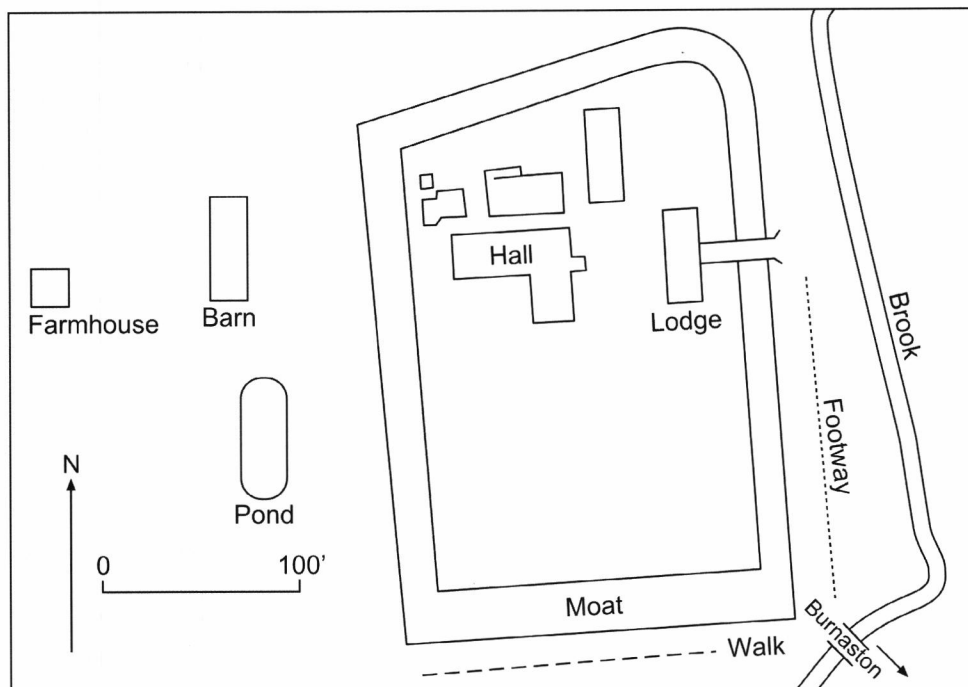 Hall
Farmhouse
Barn
Lodge
Brook
Footway
N
Pond
0 100'
Moat
Burnaston
Walk